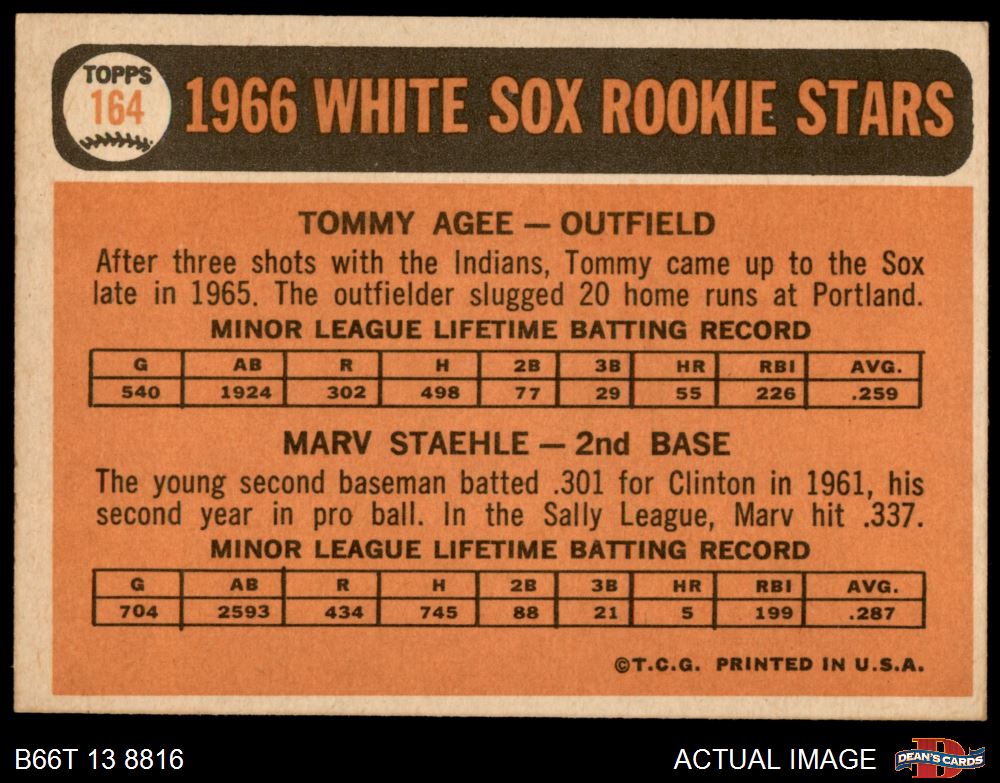 TOPPS
164
1966 WHITE SOX ROOKIE STARS
TOMMY AGEE — OUTFIELD
After three shots with the Indians, Tommy came up to the Sox
late in 1965. The outfielder slugged 20 home runs at Portland.
MINOR LEAGUE LIFETIME BATTING RECORD
G AB R H 2B 3B HR RBI AVG.
540 1924 302 498 77 29 55 226 .259
MARV STAEHLE — 2nd BASE
The young second baseman batted .301 for Clinton in 1961, his
second year in pro ball. In the Sally League, Marv hit .337.
MINOR LEAGUE LIFETIME BATTING RECORD
G AB R H 2B 3B HR RBI AVG.
704 2593 434 745 88 21 5 199 .287
©T.C.G. PRINTED IN U.S.A.
B66T 13 8816 ACTUAL IMAGE D DEAN'S CARDS